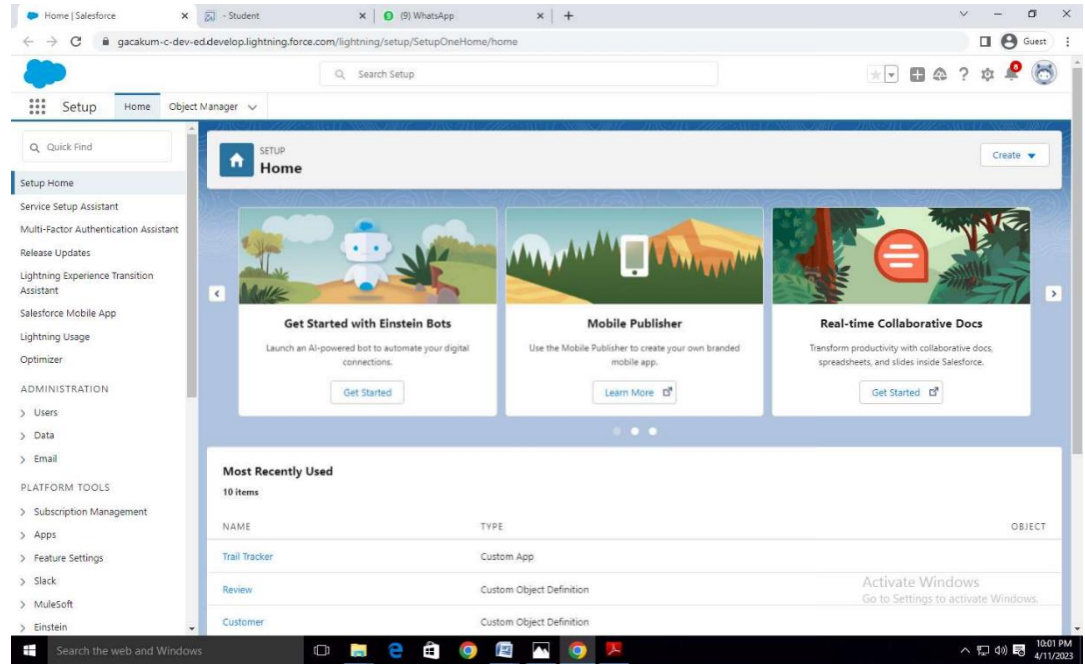 Home | Salesforce
- Student
(9) WhatsApp
gacakum-c-dev-ed.develop.lightning.force.com/lightning/setup/SetupOneHome/home
Guest
Search Setup
Setup
Home
Object Manager
Quick Find
Setup Home
Service Setup Assistant
Multi-Factor Authentication Assistant
Release Updates
Lightning Experience Transition
Assistant
Salesforce Mobile App
Lightning Usage
Optimizer
ADMINISTRATION
Users
Data
Email
PLATFORM TOOLS
Subscription Management
Apps
Feature Settings
Slack
MuleSoft
Einstein
SETUP
Home
Create
Get Started with Einstein Bots
Launch an AI-powered bot to automate your digital
connections.
Get Started
Mobile Publisher
Use the Mobile Publisher to create your own branded
mobile app.
Learn More
Real-time Collaborative Docs
Transform productivity with collaborative docs,
spreadsheets, and slides inside Salesforce.
Get Started
Most Recently Used
10 items
NAME TYPE OBJECT
Trail Tracker Custom App
Review Custom Object Definition
Customer Custom Object Definition
Activate Windows
Go to Settings to activate Windows.
Search the web and Windows
10:01 PM
4/11/2023